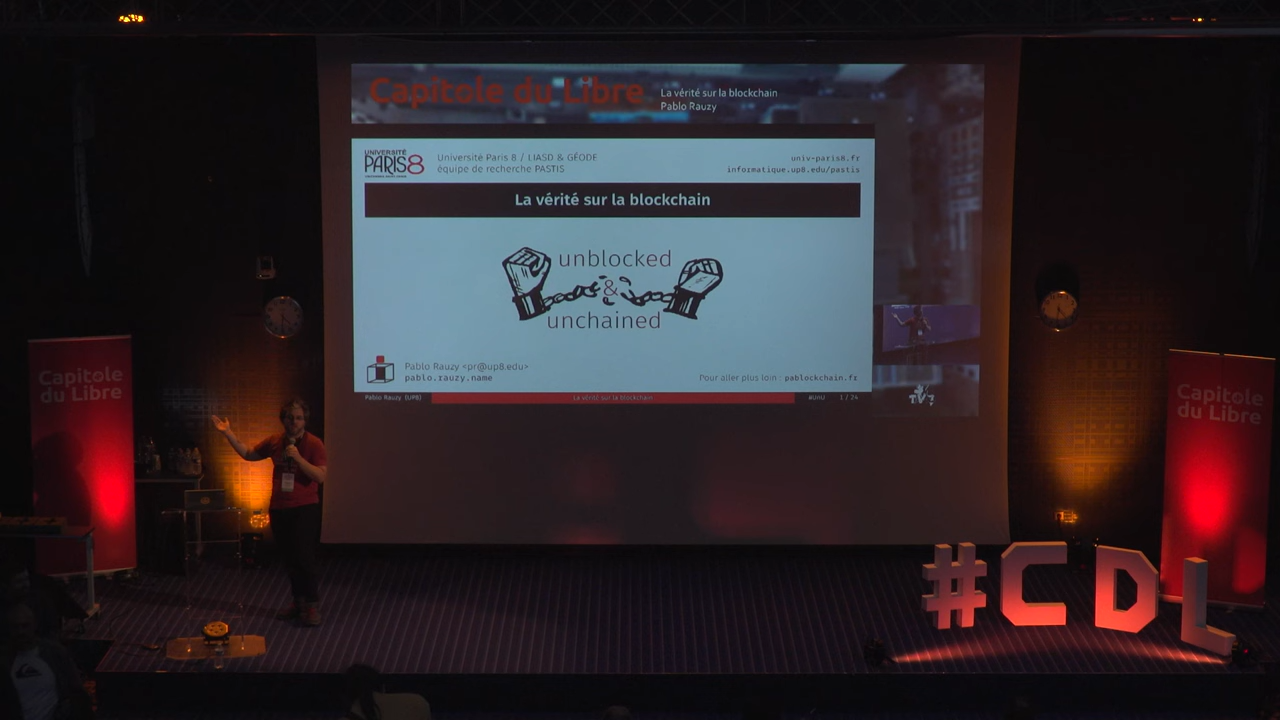 Capitole du Libre
La vérité sur la blockchain
Pablo Rauzy
UNIVERSITÉ
PARIS8
Université Paris 8 / LIASD & GÉODE
équipe de recherche PASTIS
univ-paris8.fr
informatique.up8.edu/pastis
La vérité sur la blockchain
unblocked
&
unchained
Pablo Rauzy <pr@up8.edu>
pablo.rauzy.name
Pour aller plus loin : pablockchain.fr
Pablo Rauzy (UP8)
La vérité sur la blockchain
#UnU
1 / 24
Capitole
du Libre
Capitole
du Libre
#CDL